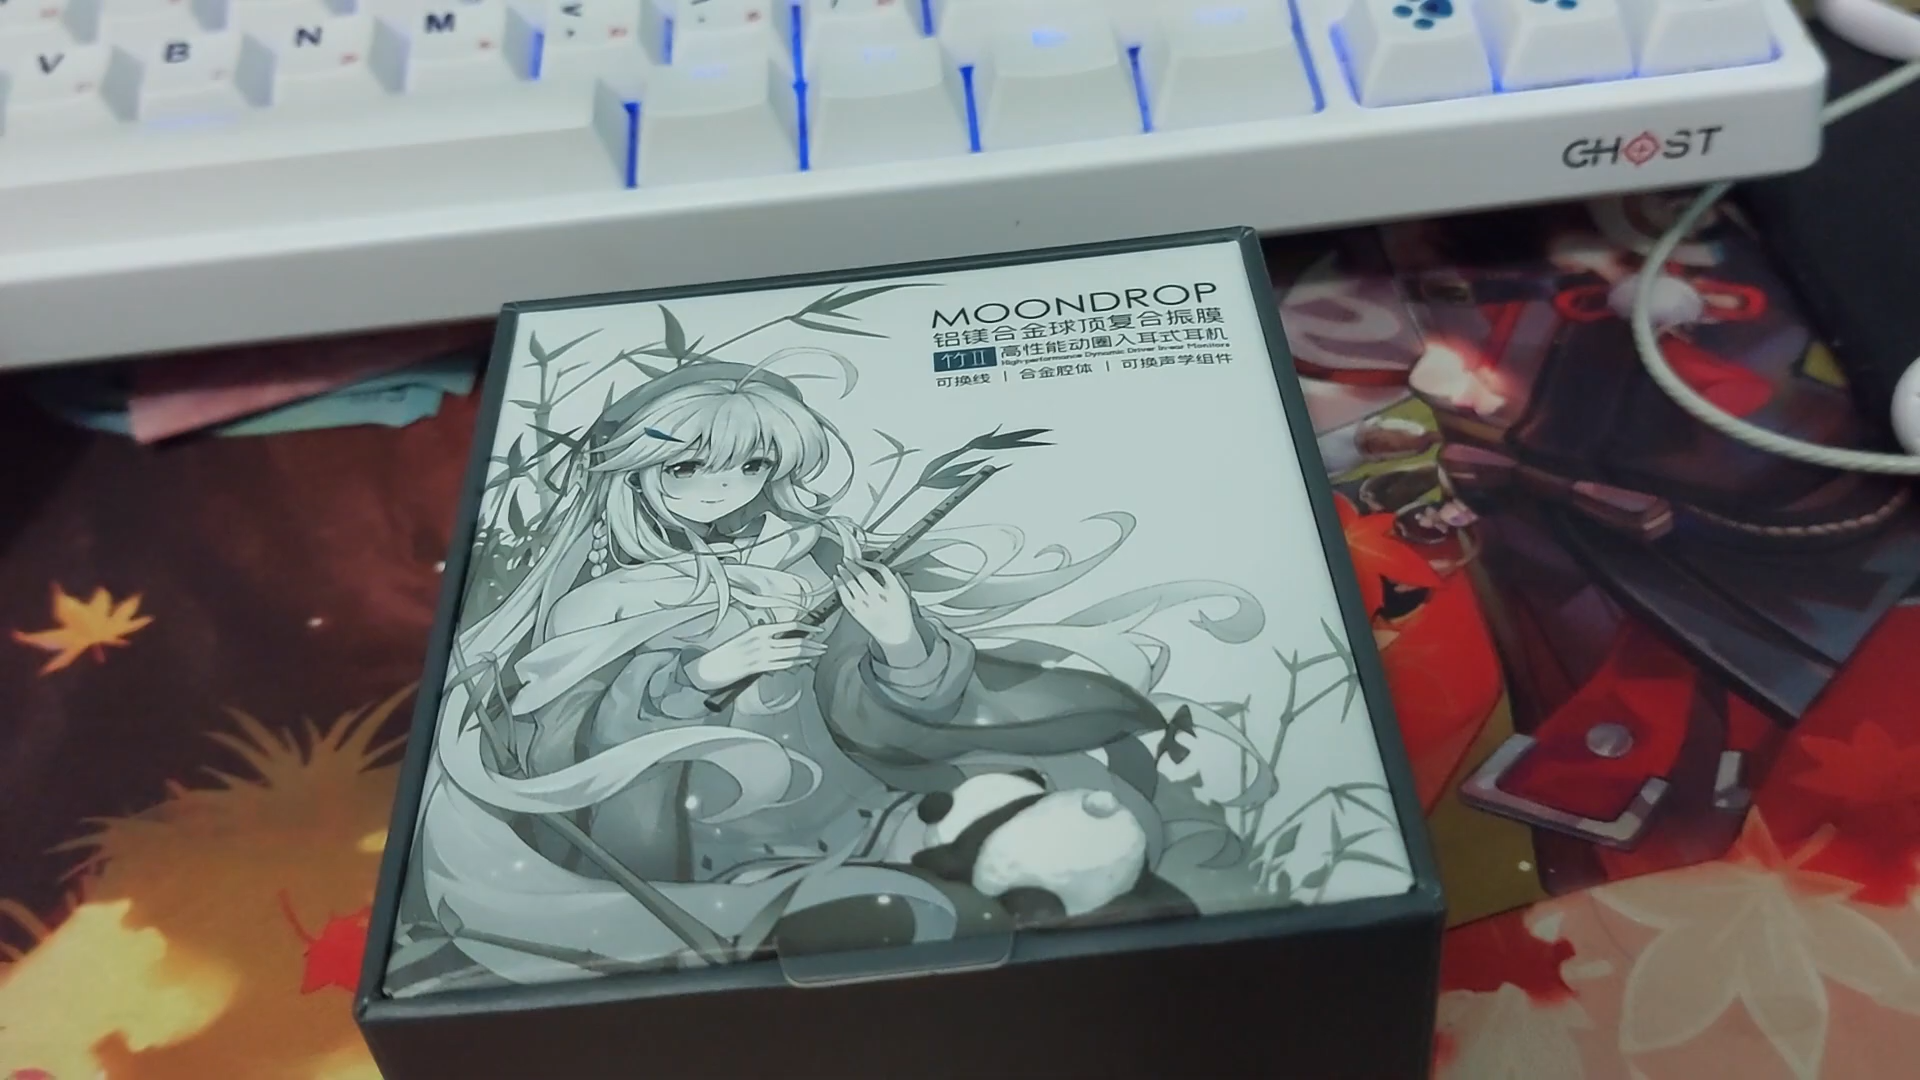 V B N M <
GHOST
MOONDROP
铝镁合金球顶复合振膜
竹II 高性能动圈入耳式耳机
High-performance Dynamic Driver In-ear Monitors
可换线 | 合金腔体 | 可换声学组件